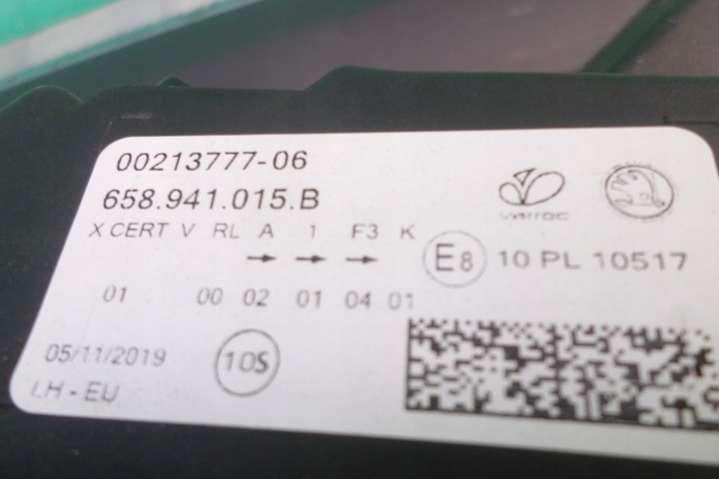 00213777-06
658.941.015.B
VARROC
X CERT V RL A 1 F3 K
E8 10 PL 10517
01 00 02 01 04 01
05/11/2019
10S
LH - EU